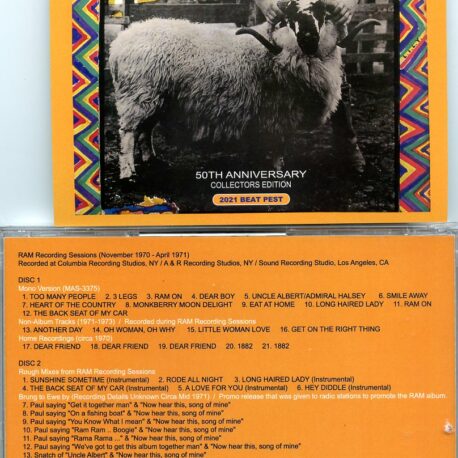 50TH ANNIVERSARY
COLLECTORS EDITION
2021 BEAT PEST
RAM Recording Sessions (November 1970 - April 1971)
Recorded at Columbia Recording Studios, NY / A & R Recording Studios, NY / Sound Recording Studio, Los Angeles, CA
DISC 1
Mono Version (MAS-3375)
1. TOO MANY PEOPLE 2. 3 LEGS 3. RAM ON 4. DEAR BOY 5. UNCLE ALBERT/ADMIRAL HALSEY 6. SMILE AWAY
7. HEART OF THE COUNTRY 8. MONKBERRY MOON DELIGHT 9. EAT AT HOME 10. LONG HAIRED LADY 11. RAM ON
12. THE BACK SEAT OF MY CAR
Non-Album Tracks (1971-1973) / Recorded during RAM Recording Sessions
13. ANOTHER DAY 14. OH WOMAN, OH WHY 15. LITTLE WOMAN LOVE 16. GET ON THE RIGHT THING
Home Recordings (circa 1970)
17. DEAR FRIEND 18. DEAR FRIEND 19. DEAR FRIEND 20. 1882 21. 1882
DISC 2
Rough Mixes from RAM Recording Sessions
1. SUNSHINE SOMETIME (Instrumental) 2. RODE ALL NIGHT 3. LONG HAIRED LADY (Instrumental)
4. THE BACK SEAT OF MY CAR (Instrumental) 5. A LOVE FOR YOU (Instrumental) 6. HEY DIDDLE (Instrumental)
Brung to Ewe by (Recording Details Unknown Circa Mid 1971) / Promo release that was given to radio stations to promote the RAM album.
7. Paul saying "Get it together man" & "Now hear this, song of mine"
8. Paul saying "On a fishing boat" & "Now hear this, song of mine"
9. Paul saying "You Know What I mean" & "Now hear this, song of mine"
10. Paul saying "Ram Ram .. Boogie" & "Now hear this, song of mine"
11. Paul saying "Rama Rama ..." & "Now hear this, song of mine"
12. Paul saying "We've got to get this album together man" & "Now hear this, song of mine"
13. Snatch of "Uncle Albert" & "Now hear this, song of mine"